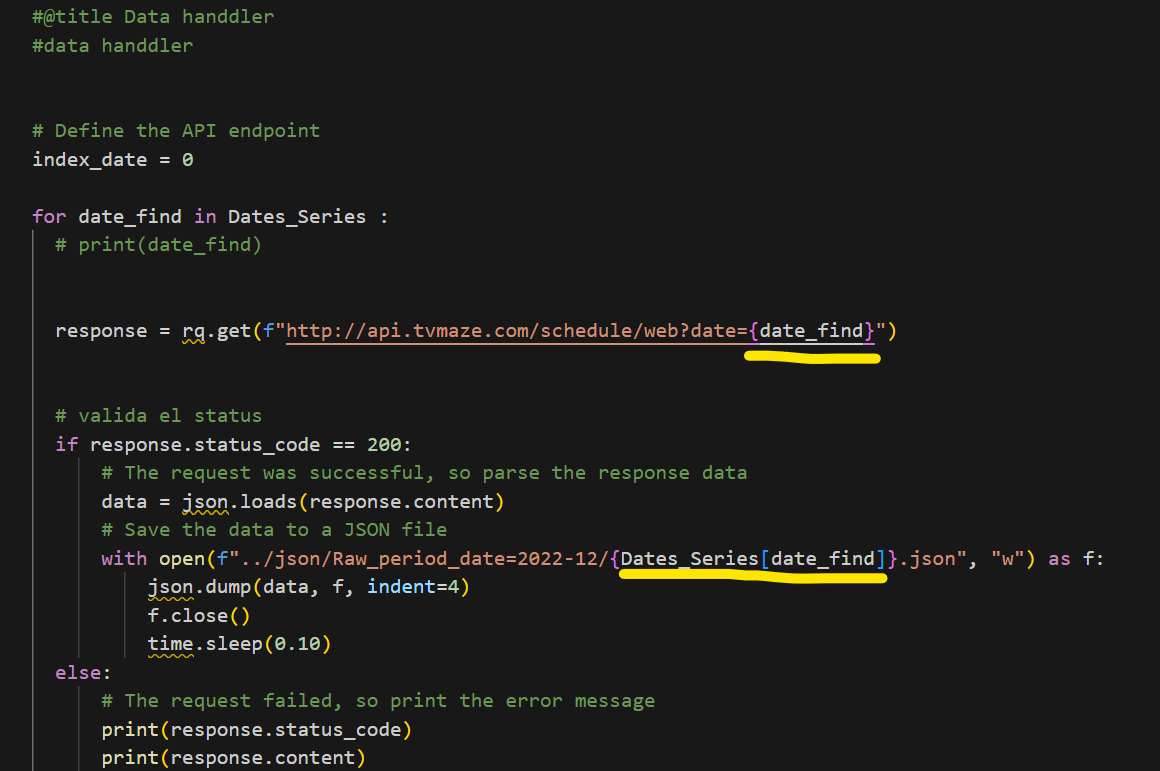 #@title Data handdler
#data handdler
# Define the API endpoint
index_date = 0
for date_find in Dates_Series :
# print(date_find)
response = rq.get(f"http://api.tvmaze.com/schedule/web?date={date_find}")
# valida el status
if response.status_code == 200:
# The request was successful, so parse the response data
data = json.loads(response.content)
# Save the data to a JSON file
with open(f"../json/Raw_period_date=2022-12/{Dates_Series[date_find]}.json", "w") as f:
json.dump(data, f, indent=4)
f.close()
time.sleep(0.10)
else:
# The request failed, so print the error message
print(response.status_code)
print(response.content)